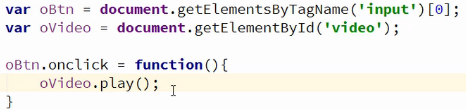 var oBtn = document.getElementsByTagName('input')[0];
var oVideo = document.getElementById('video');
oBtn.onclick = function(){
oVideo.play();
}